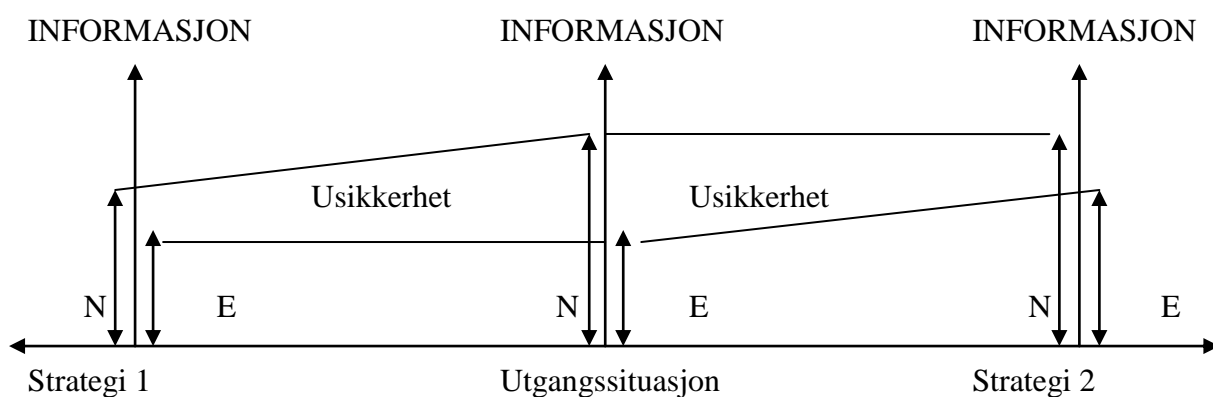 INFORMASJON INFORMASJON INFORMASJON
Usikkerhet Usikkerhet
N E N E N E
Strategi 1 Utgangssituasjon Strategi 2